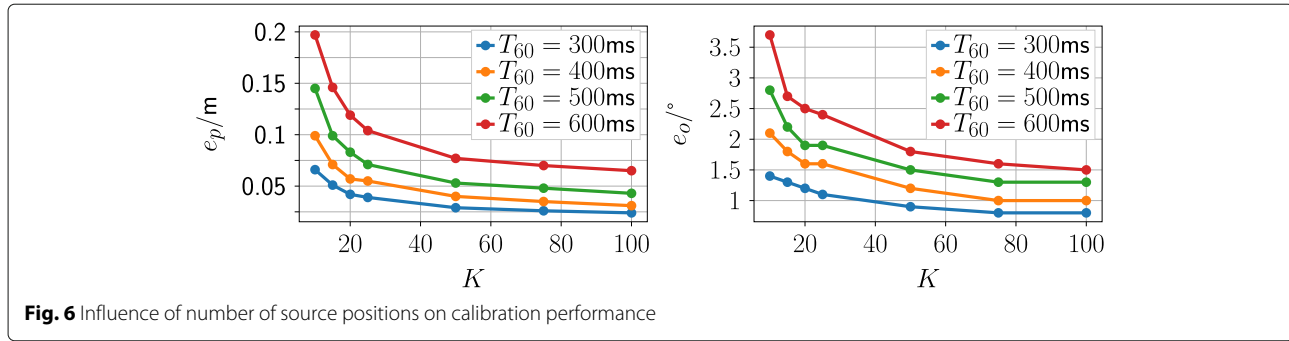 0.2
0.15
0.1
0.05
e_p/m
20 40 60 80 100
K
T_60 = 300ms
T_60 = 400ms
T_60 = 500ms
T_60 = 600ms
3.5
3
2.5
2
1.5
1
e_o/°
20 40 60 80 100
K
T_60 = 300ms
T_60 = 400ms
T_60 = 500ms
T_60 = 600ms
Fig. 6 Influence of number of source positions on calibration performance